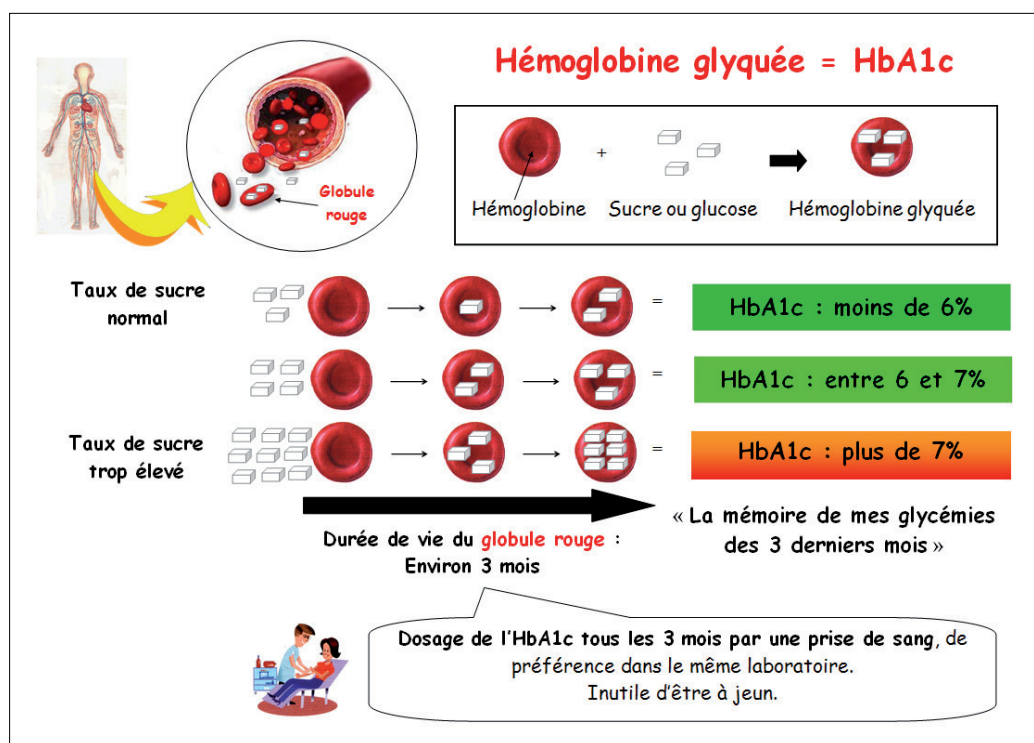 Hémoglobine glyquée = HbA1c
Globule
rouge
+
Hémoglobine
Sucre ou glucose
Hémoglobine glyquée
Taux de sucre
normal
=
HbA1c : moins de 6%
=
HbA1c : entre 6 et 7%
Taux de sucre
trop élevé
=
HbA1c : plus de 7%
Durée de vie du globule rouge :
Environ 3 mois
« La mémoire de mes glycémies
des 3 derniers mois »
Dosage de l'HbA1c tous les 3 mois par une prise de sang, de
préférence dans le même laboratoire.
Inutile d'être à jeun.